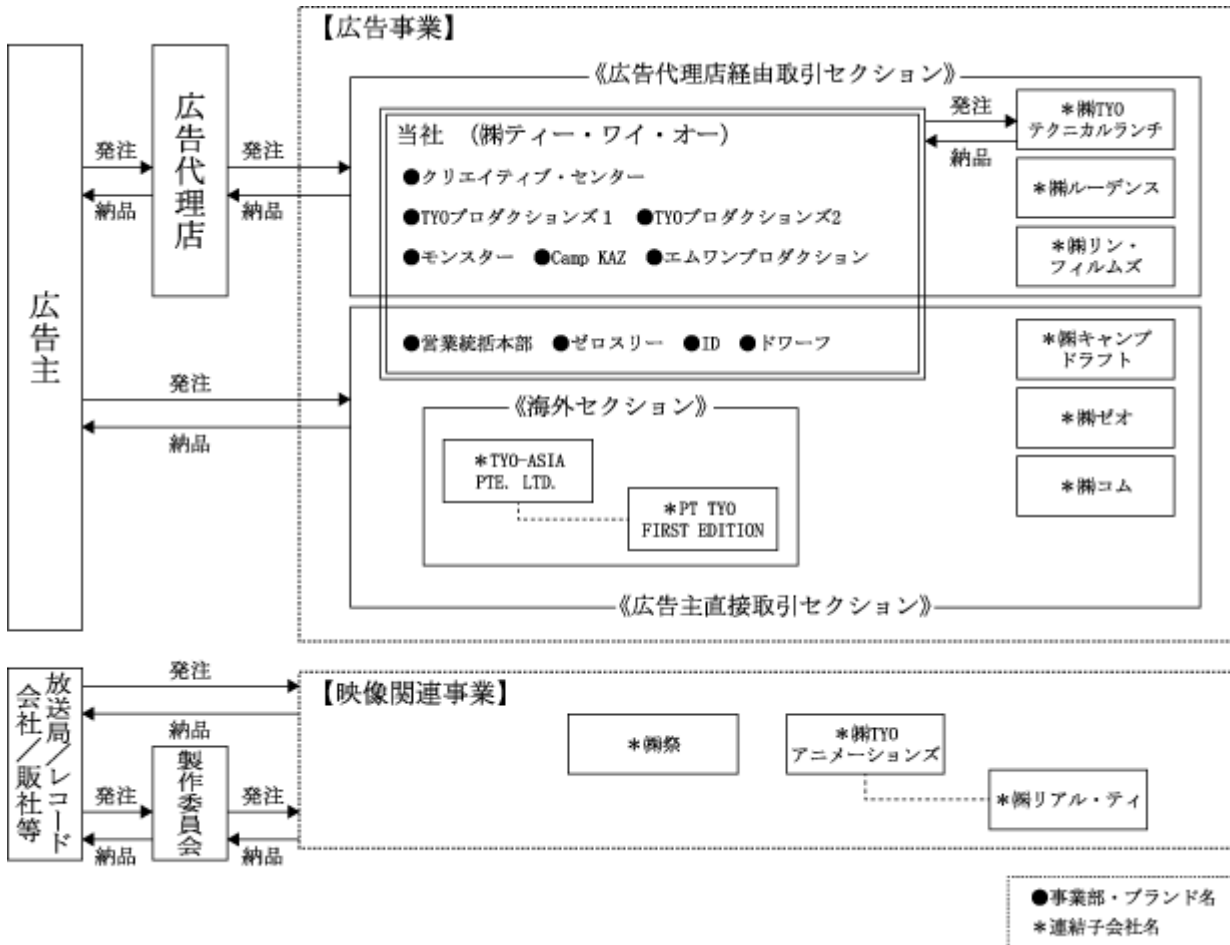 【広告事業】
広告主
発注
納品
広告代理店
発注
納品
《広告代理店経由取引セクション》
当社 (㈱ティー・ワイ・オー)
●クリエイティブ・センター
●TYOプロダクションズ1 ●TYOプロダクションズ2
●モンスター ●Camp KAZ ●エムワンプロダクション
発注
納品
*㈱TYO
テクニカルランチ
*㈱ルーデンス
*㈱リン・
フィルムズ
発注
納品
●営業統括本部 ●ゼロスリー ●ID ●ドワーフ
*㈱キャンプ
ドラフト
*㈱ゼオ
*㈱コム
《海外セクション》
*TYO-ASIA
PTE. LTD.
*PT TYO
FIRST EDITION
《広告主直接取引セクション》
放送局/レコード
会社/販社等
発注
納品
発注
納品
製作委員会
発注
納品
【映像関連事業】
*㈱祭
*㈱TYO
アニメーションズ
*㈱リアル・ティ
●事業部・ブランド名
*連結子会社名